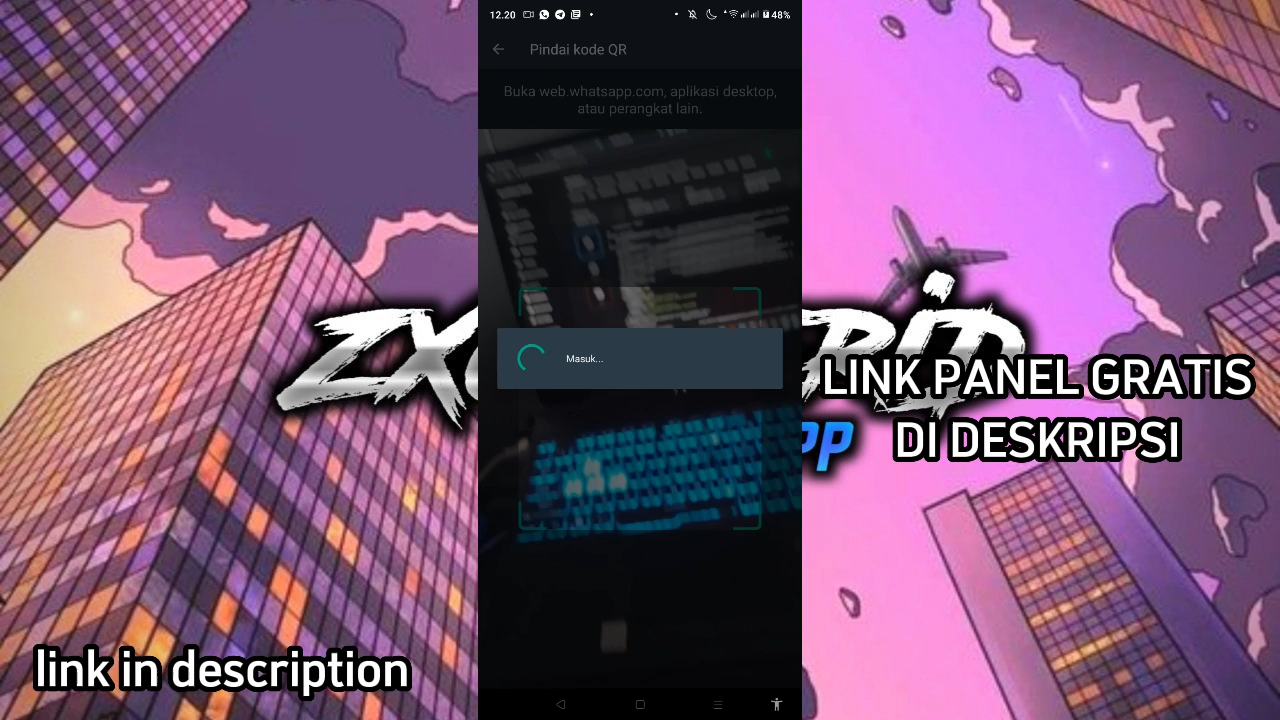 12.20
48%
Pindai kode QR
Buka web.whatsapp.com, aplikasi desktop,
atau perangkat lain.
Masuk...
LINK PANEL GRATIS
DI DESKRIPSI
link in description